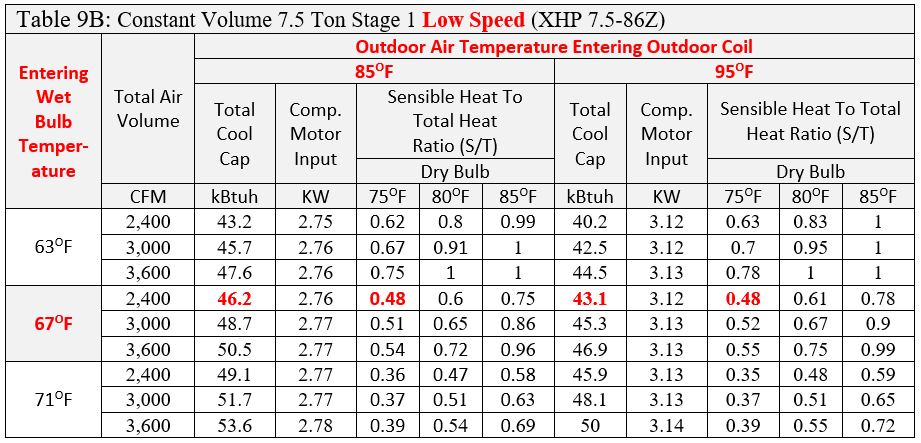 Table 9B: Constant Volume 7.5 Ton Stage 1 Low Speed (XHP 7.5-86Z)
Entering Wet Bulb Temper-ature
Total Air Volume
Outdoor Air Temperature Entering Outdoor Coil
85OF 95OF
Total Cool Cap Comp. Motor Input Sensible Heat To Total Heat Ratio (S/T) Total Cool Cap Comp. Motor Input Sensible Heat To Total Heat Ratio (S/T)
Dry Bulb Dry Bulb
CFM kBtuh KW 75OF 80OF 85OF kBtuh KW 75OF 80OF 85OF
63OF
2,400 43.2 2.75 0.62 0.8 0.99 40.2 3.12 0.63 0.83 1
3,000 45.7 2.76 0.67 0.91 1 42.5 3.12 0.7 0.95 1
3,600 47.6 2.76 0.75 1 1 44.5 3.13 0.78 1 1
67OF
2,400 46.2 2.76 0.48 0.6 0.75 43.1 3.12 0.48 0.61 0.78
3,000 48.7 2.77 0.51 0.65 0.86 45.3 3.13 0.52 0.67 0.9
3,600 50.5 2.77 0.54 0.72 0.96 46.9 3.13 0.55 0.75 0.99
71OF
2,400 49.1 2.77 0.36 0.47 0.58 45.9 3.13 0.35 0.48 0.59
3,000 51.7 2.77 0.37 0.51 0.63 48.1 3.13 0.37 0.51 0.65
3,600 53.6 2.78 0.39 0.54 0.69 50 3.14 0.39 0.55 0.72